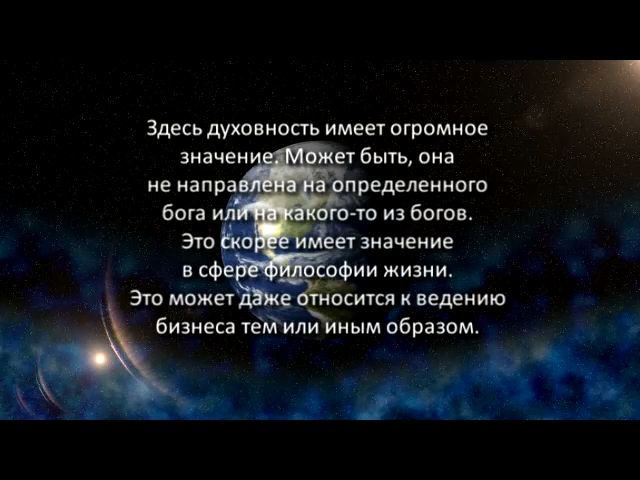 Здесь духовность имеет огромное
значение. Может быть, она
не направлена на определенного
бога или на какого-то из богов.
Это скорее имеет значение
в сфере философии жизни.
Это может даже относится к ведению
бизнеса тем или иным образом.